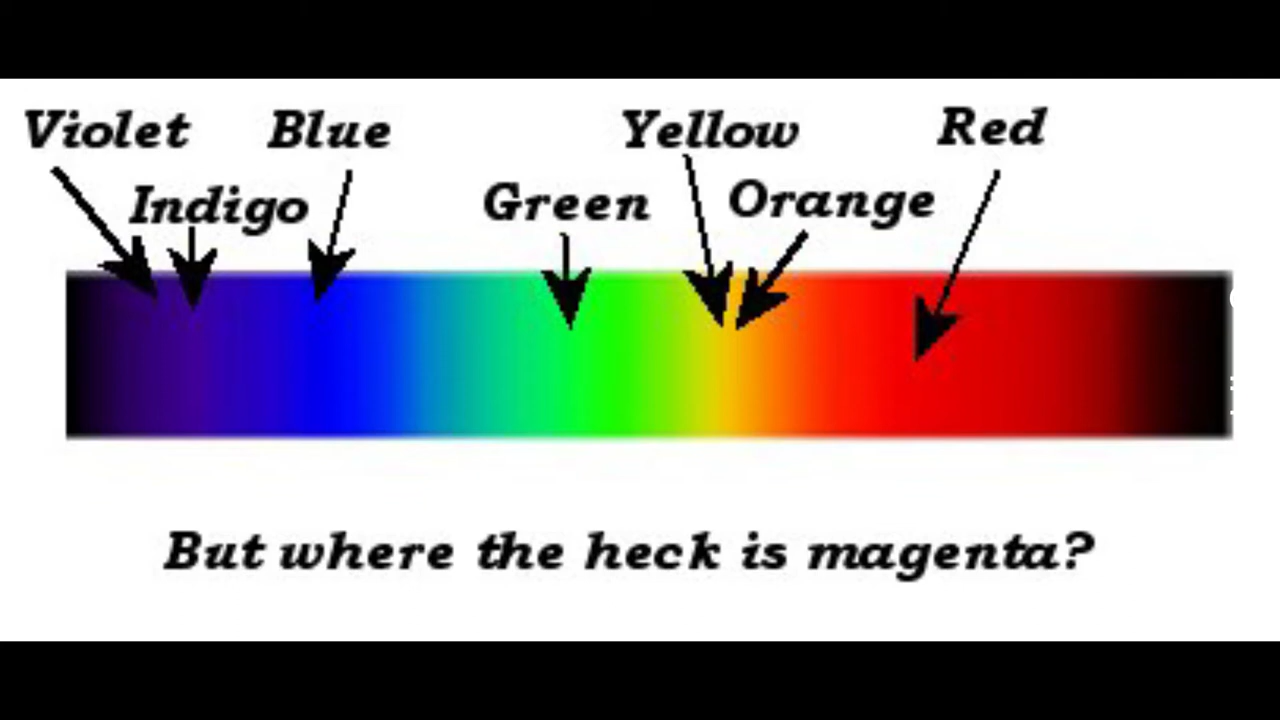 Violet Blue Yellow Red
Indigo Green Orange
But where the heck is magenta?